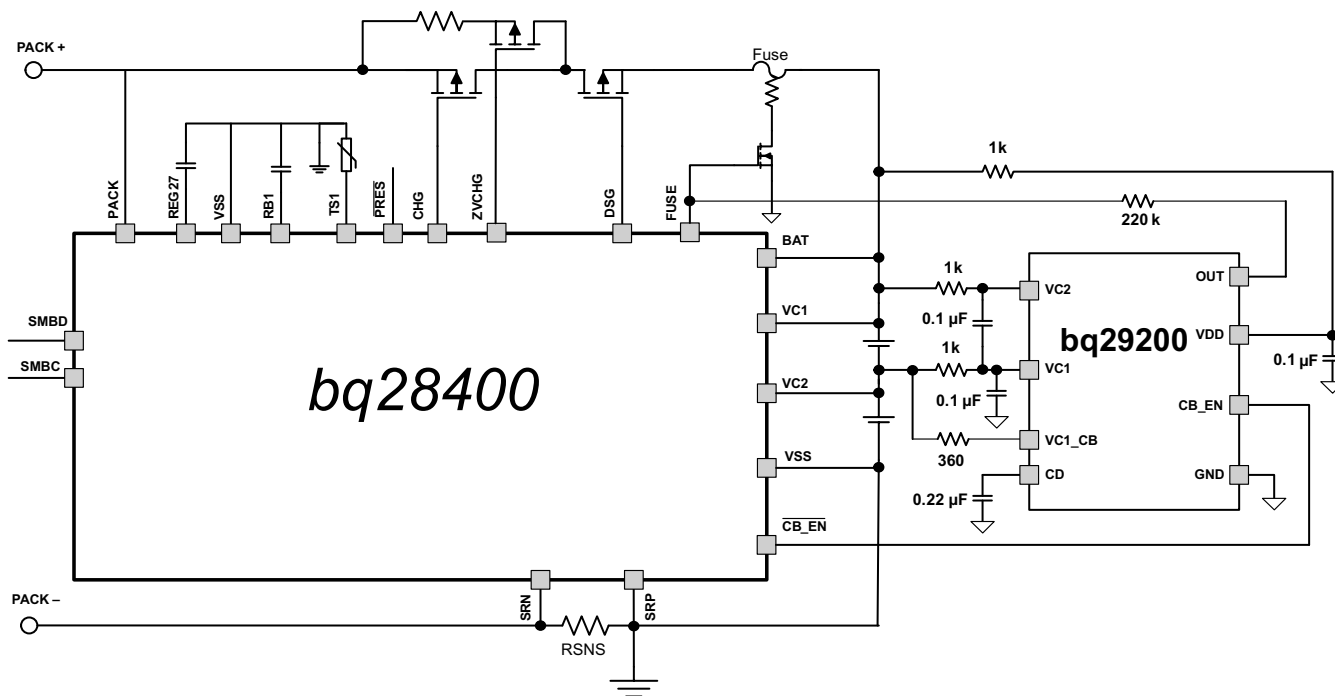 PACK +
Fuse
1k
PACK
REG27
VSS
RB1
TS1
PRES
CHG
ZVCHG
DSG
FUSE
220 k
BAT
1k
OUT
VC2
VC1
0.1 µF
bq29200
VDD
SMBD
1k
VC1
0.1 µF
SMBC
bq28400
VC2
0.1 µF
CB_EN
VC1_CB
360
VSS
CD
GND
0.22 µF
CB_EN
PACK –
SRN
SRP
RSNS